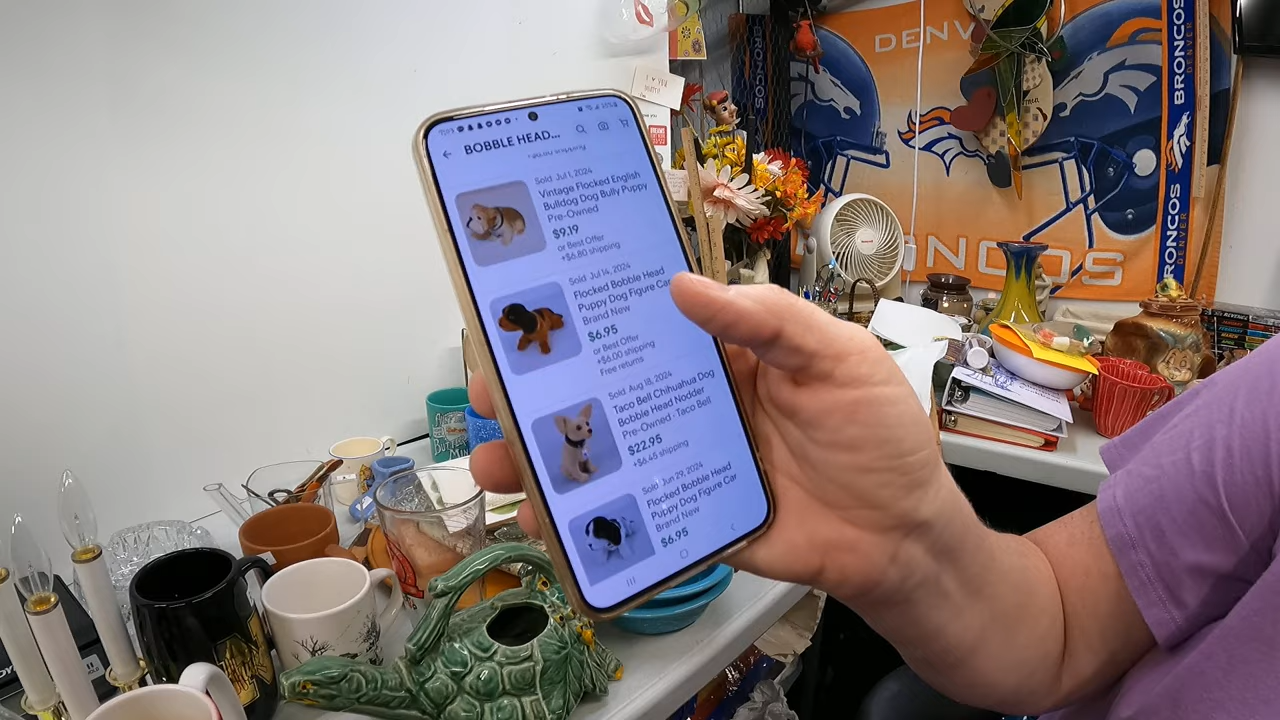 BOBBLE HEAD...
Sold Jul 1, 2024
Vintage Flocked English
Bulldog Dog Bully Puppy
Pre-Owned
$9.19
or Best Offer
+$6.80 shipping
Sold Jul 14, 2024
Flocked Bobble Head
Puppy Dog Figure Car
Brand New
$6.95
or Best Offer
+$6.00 shipping
Free returns
Sold Aug 18, 2024
Taco Bell Chihuahua Dog
Bobble Head Nodder
Pre-Owned · Taco Bell
$22.95
+$6.45 shipping
Sold Jun 29, 2024
Flocked Bobble Head
Puppy Dog Figure Car
Brand New
$6.95
DENV
NCOS
BRONCOS
BRONCOS
DENVER
RONCOS